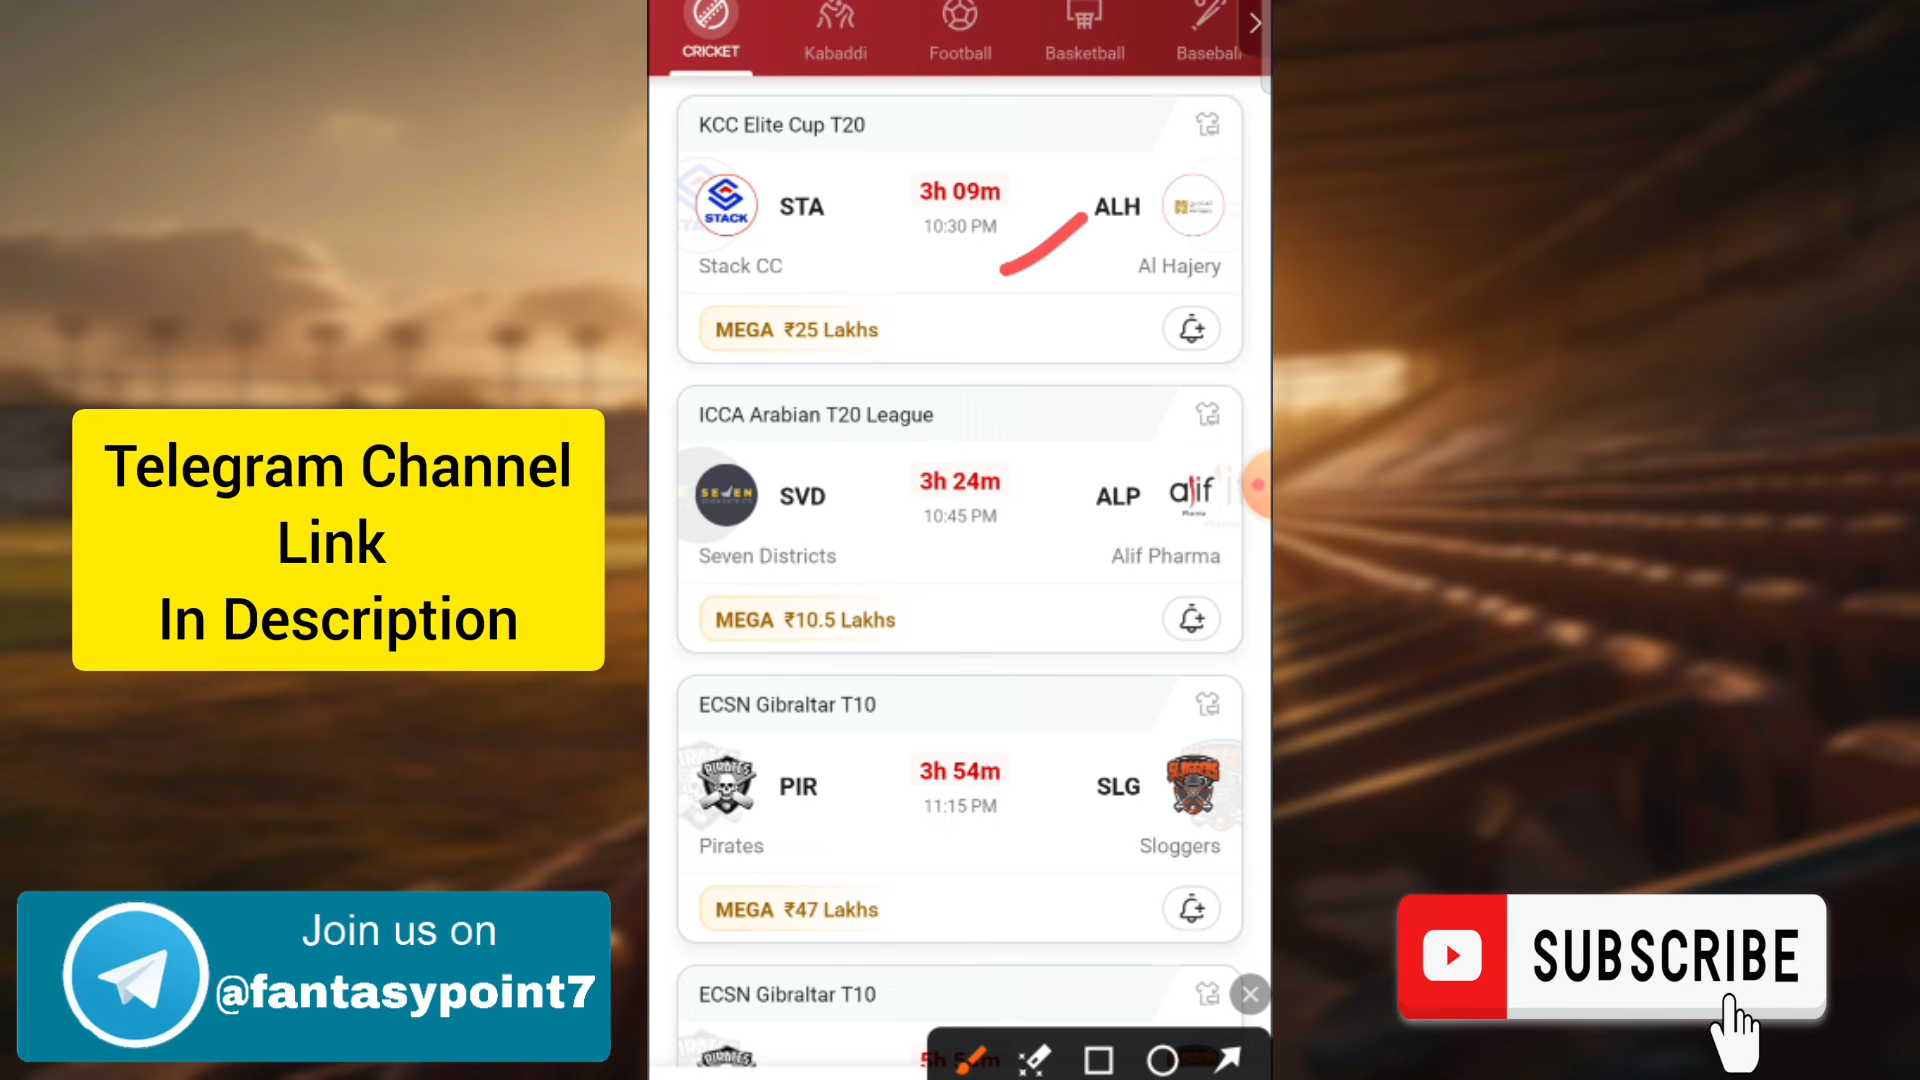 CRICKET
Kabaddi
Football
Basketball
Baseball
KCC Elite Cup T20
STACK
STA
3h 09m
10:30 PM
ALH
Stack CC
Al Hajery
MEGA ₹25 Lakhs
ICCA Arabian T20 League
SEVEN
SVD
3h 24m
10:45 PM
ALP
alif
Pharma
Seven Districts
Alif Pharma
MEGA ₹10.5 Lakhs
ECSN Gibraltar T10
PIRATES
PIR
3h 54m
11:15 PM
SLG
SLOGGERS
Pirates
Sloggers
MEGA ₹47 Lakhs
ECSN Gibraltar T10
Telegram Channel
Link
In Description
Join us on
@fantasypoint7
SUBSCRIBE